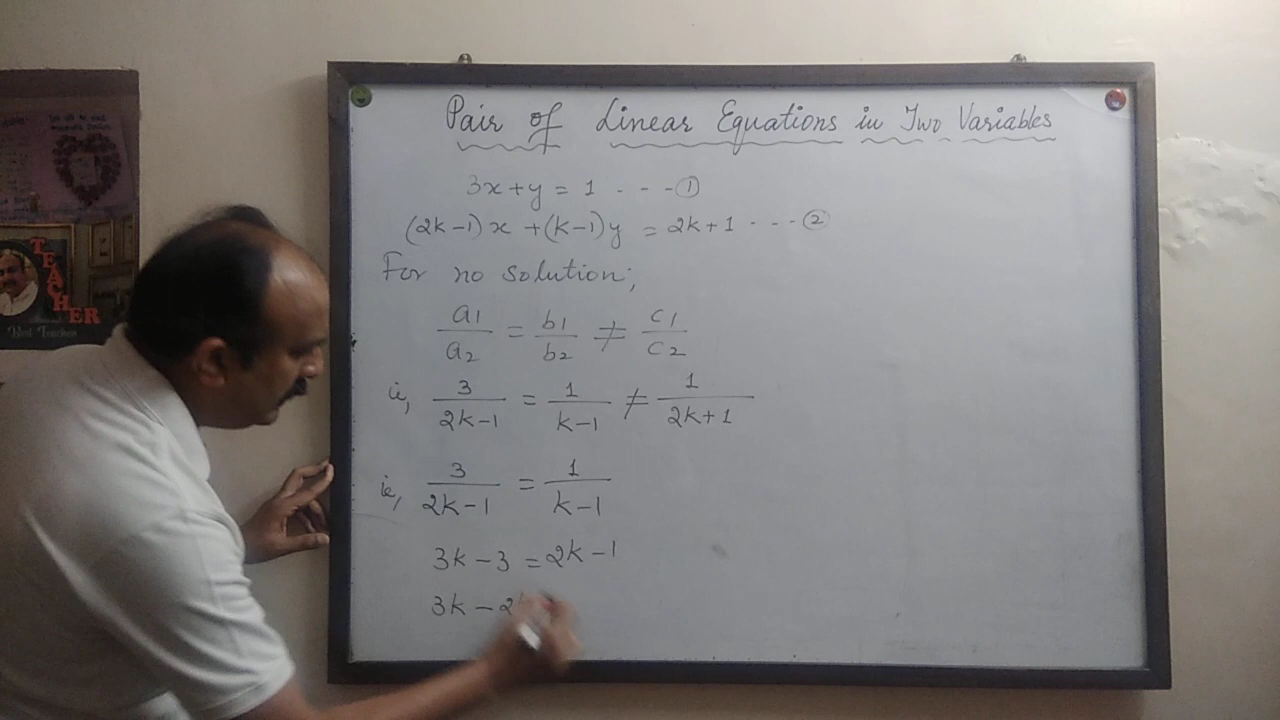 Pair of Linear Equations in Two Variables
3x + y = 1 - - - ①
(2k-1)x + (k-1)y = 2k+1 - - - ②
For no solution;
a1/a2 = b1/b2 ≠ c1/c2
ie, 3/(2k-1) = 1/(k-1) ≠ 1/(2k+1)
ie, 3/(2k-1) = 1/(k-1)
3k - 3 = 2k - 1
3k - 2k
TEACHER